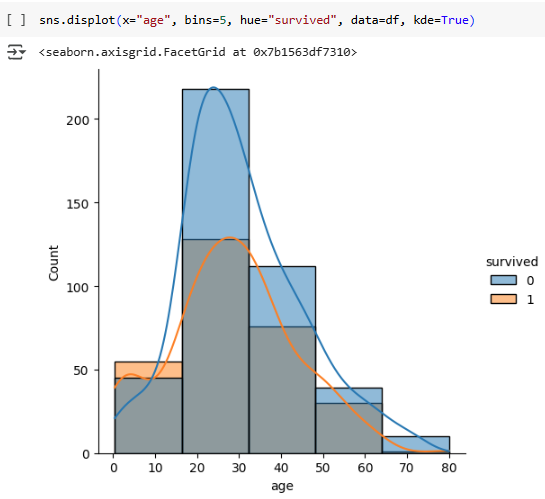 [ ] sns.displot(x="age", bins=5, hue="survived", data=df, kde=True)
<seaborn.axisgrid.FacetGrid at 0x7b1563df7310>
200
150
100
50
0
Count
0 10 20 30 40 50 60 70 80
age
survived
0
1